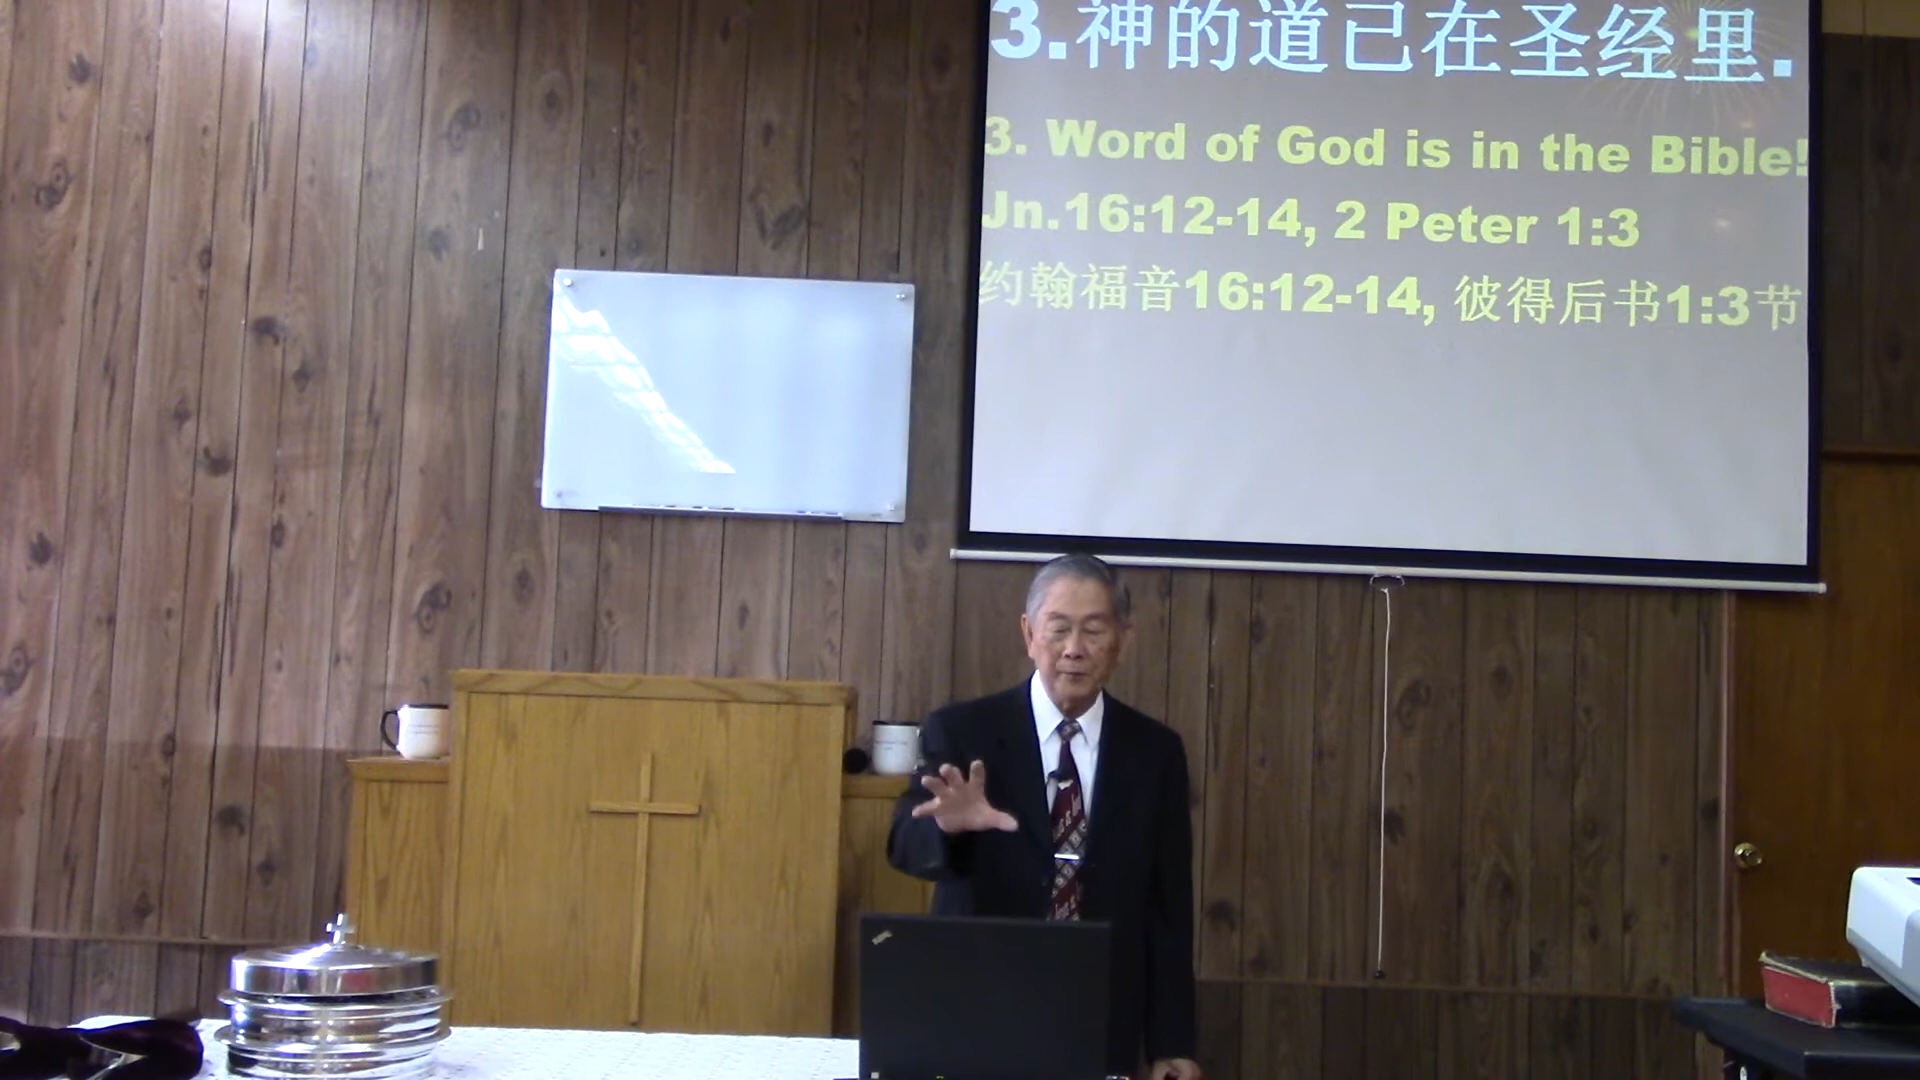 3.神的道已在圣经里.
3. Word of God is in the Bible!
Jn.16:12-14, 2 Peter 1:3
约翰福音16:12-14, 彼得后书1:3节